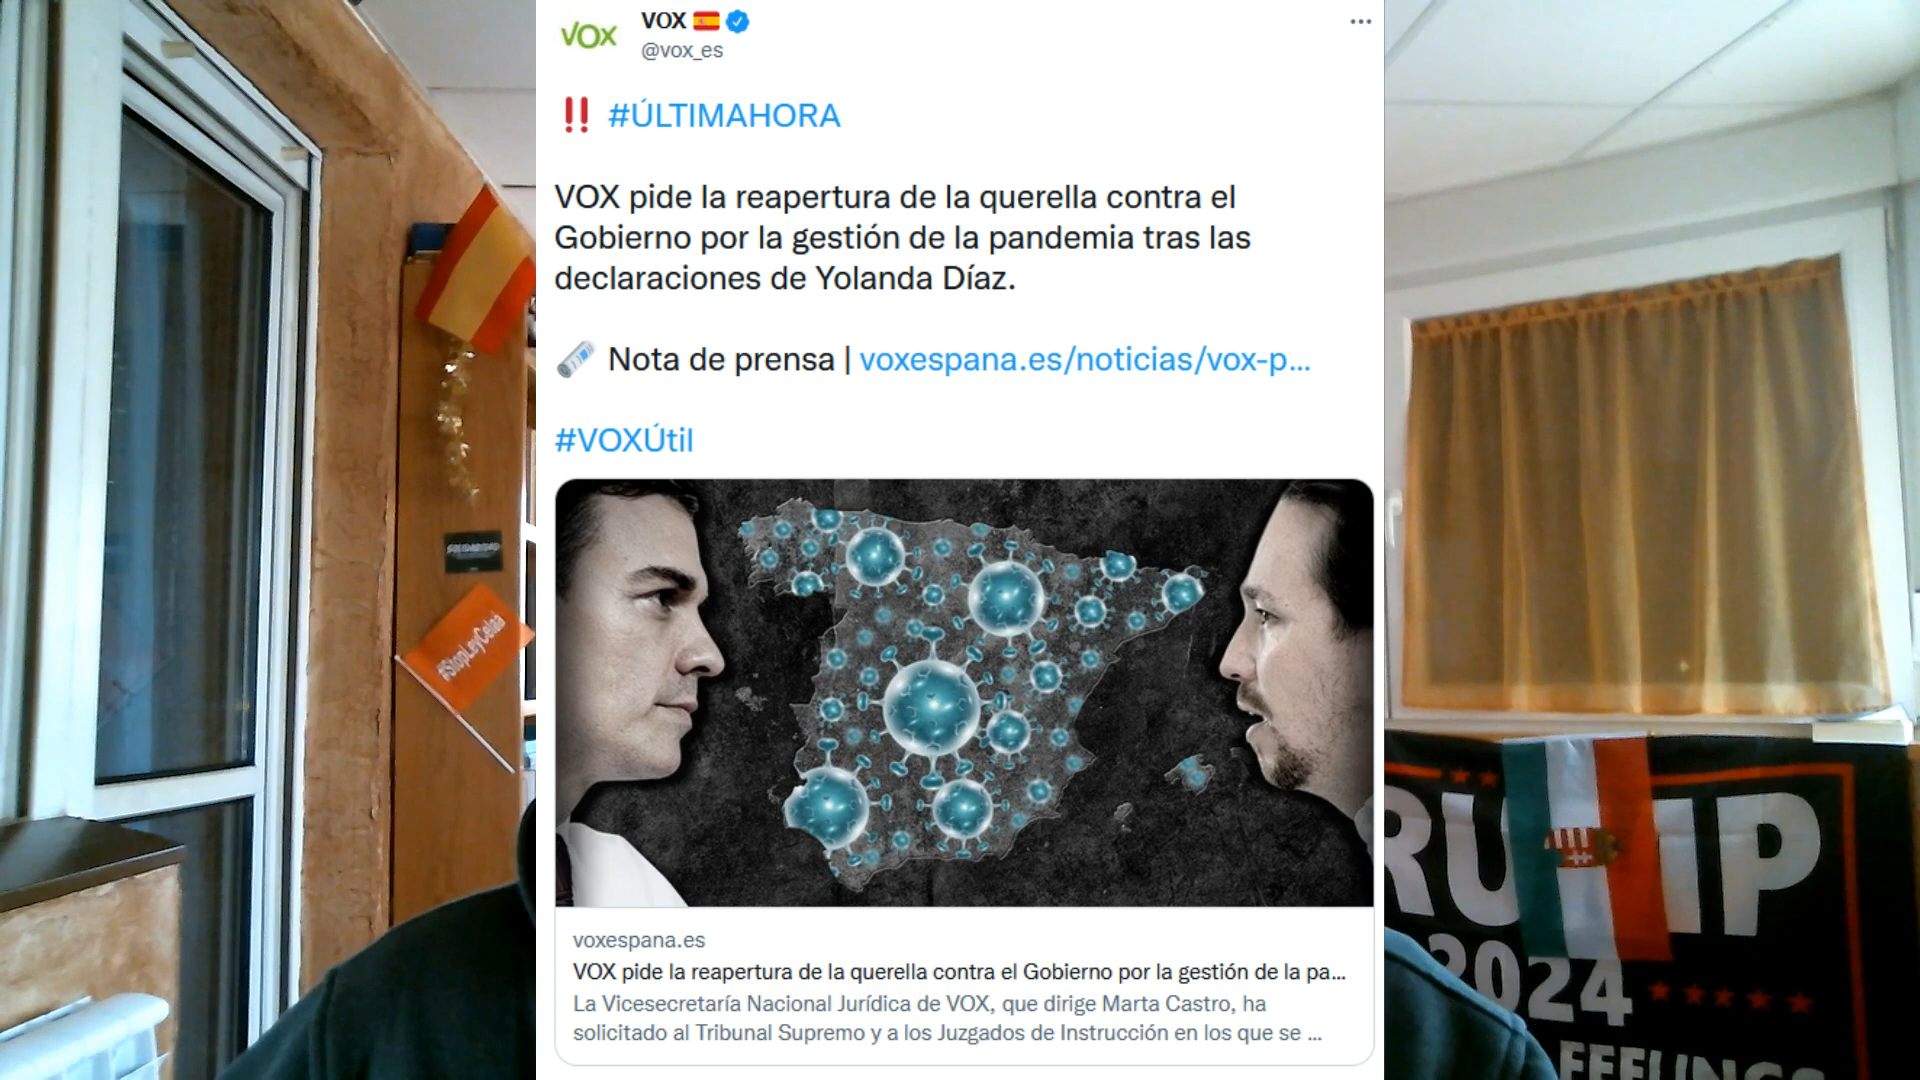 VOX
@vox_es
vox
#ÚLTIMAHORA
VOX pide la reapertura de la querella contra el
Gobierno por la gestión de la pandemia tras las
declaraciones de Yolanda Díaz.
Nota de prensa | voxespana.es/noticias/vox-p...
#VOXÚtil
voxespana.es
VOX pide la reapertura de la querella contra el Gobierno por la gestión de la pa...
La Vicesecretaría Nacional Jurídica de VOX, que dirige Marta Castro, ha
solicitado al Tribunal Supremo y a los Juzgados de Instrucción en los que se ...
#StopLeyCelaá
RU P
2024
FEELINGS